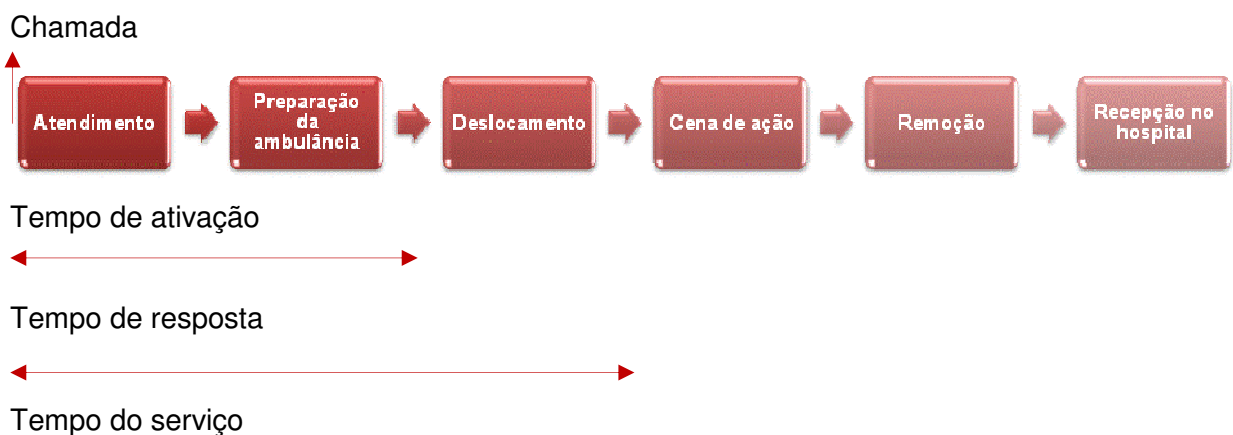 Chamada
Atendimento
Preparação
da
ambulância
Deslocamento
Cena de ação
Remoção
Recepção no
hospital
Tempo de ativação
Tempo de resposta
Tempo do serviço